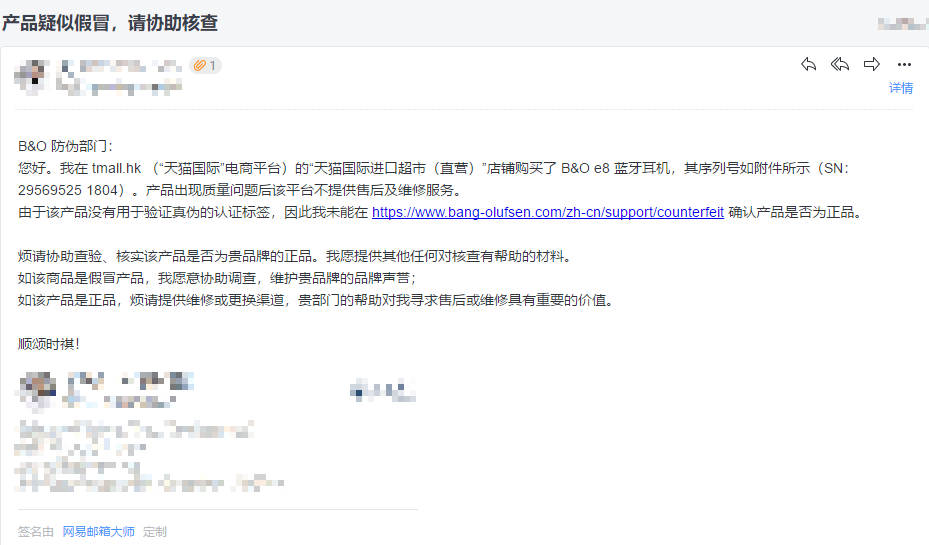 产品疑似假冒，请协助核查
1
详情
B&O 防伪部门：
您好。我在 tmall.hk （“天猫国际”电商平台）的“天猫国际进口超市（直营）”店铺购买了 B&O e8 蓝牙耳机，其序列号如附件所示（SN：
29569525 1804）。产品出现质量问题后该平台不提供售后及维修服务。
由于该产品没有用于验证真伪的认证标签，因此我未能在 https://www.bang-olufsen.com/zh-cn/support/counterfeit 确认产品是否为正品。
烦请协助查验、核实该产品是否为贵品牌的正品。我愿提供其他任何对核查有帮助的材料。
如该商品是假冒产品，我愿意协助调查，维护贵品牌的品牌声誉；
如该产品是正品，烦请提供维修或更换渠道，贵部门的帮助对我寻求售后或维修具有重要的价值。
顺颂时祺！
签名由 网易邮箱大师 定制